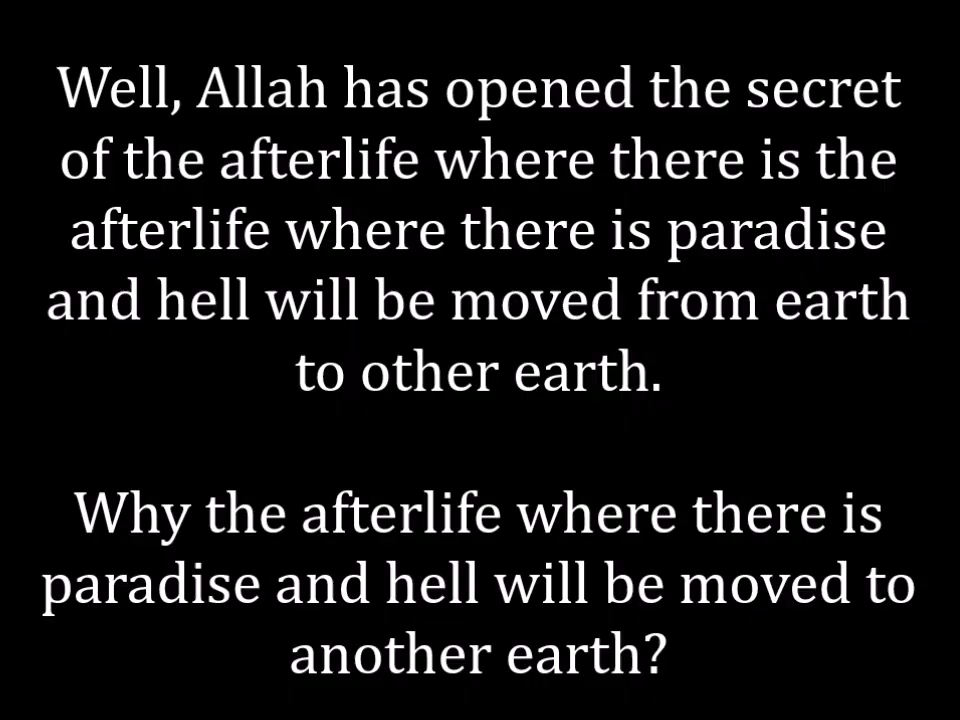 Well, Allah has opened the secret
of the afterlife where there is the
afterlife where there is paradise
and hell will be moved from earth
to other earth.
Why the afterlife where there is
paradise and hell will be moved to
another earth?